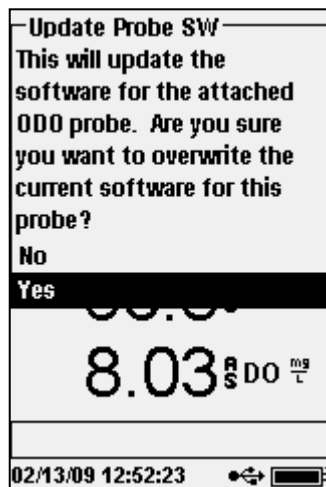 Update Probe SW
This will update the
software for the attached
ODO probe. Are you sure
you want to overwrite the
current software for this
probe?
No
Yes
8.03 AS DO mg/L
02/13/09 12:52:23